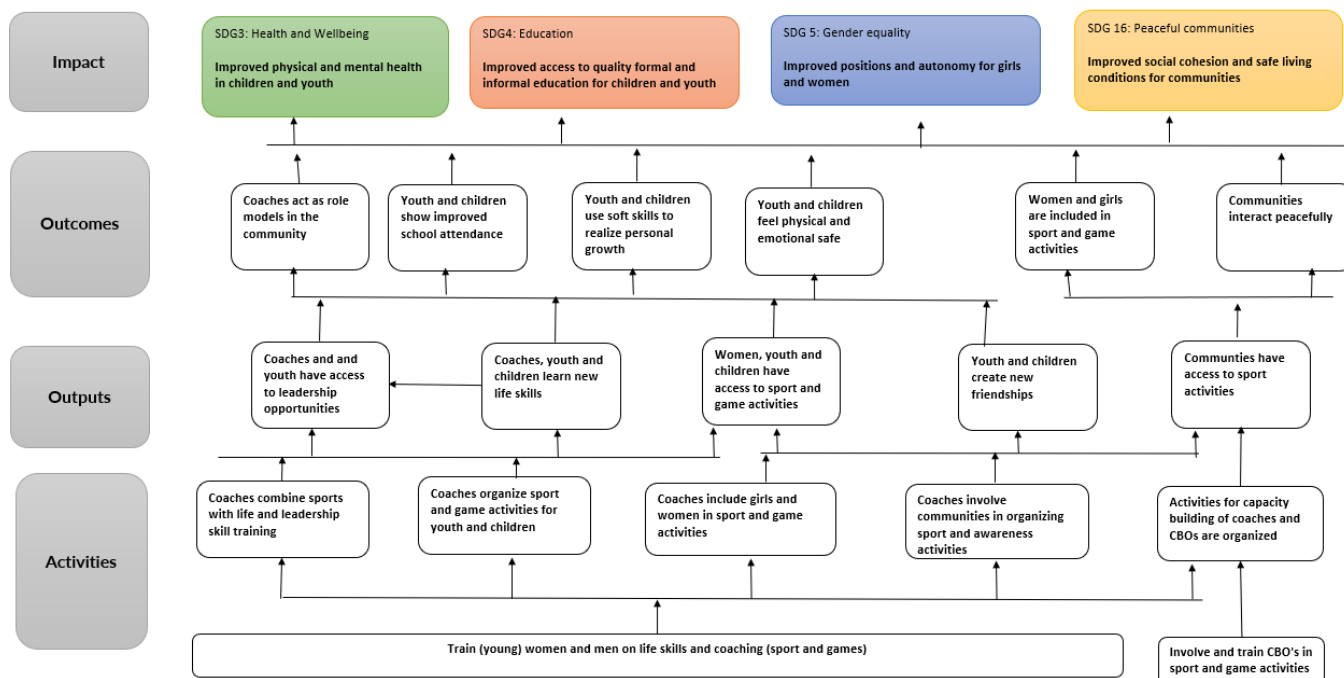 Impact
SDG3: Health and Wellbeing
Improved physical and mental health
in children and youth
SDG4: Education
Improved access to quality formal and
informal education for children and youth
SDG 5: Gender equality
Improved positions and autonomy for girls
and women
SDG 16: Peaceful communities
Improved social cohesion and safe living
conditions for communities
Outcomes
Coaches act as role
models in the
community
Youth and children
show improved
school attendance
Youth and children
use soft skills to
realize personal
growth
Youth and children
feel physical and
emotional safe
Women and girls
are included in
sport and game
activities
Communities
interact peacefully
Outputs
Coaches and and
youth have access
to leadership
opportunities
Coaches, youth and
children learn new
life skills
Women, youth and
children have
access to sport and
game activities
Youth and children
create new
friendships
Communties have
access to sport
activities
Activities
Coaches combine sports
with life and leadership
skill training
Coaches organize sport
and game activities for
youth and children
Coaches include girls and
women in sport and game
activities
Coaches involve
communities in organizing
sport and awareness
activities
Activities for capacity
building of coaches and
CBOs are organized
Train (young) women and men on life skills and coaching (sport and games)
Involve and train CBO's in
sport and game activities